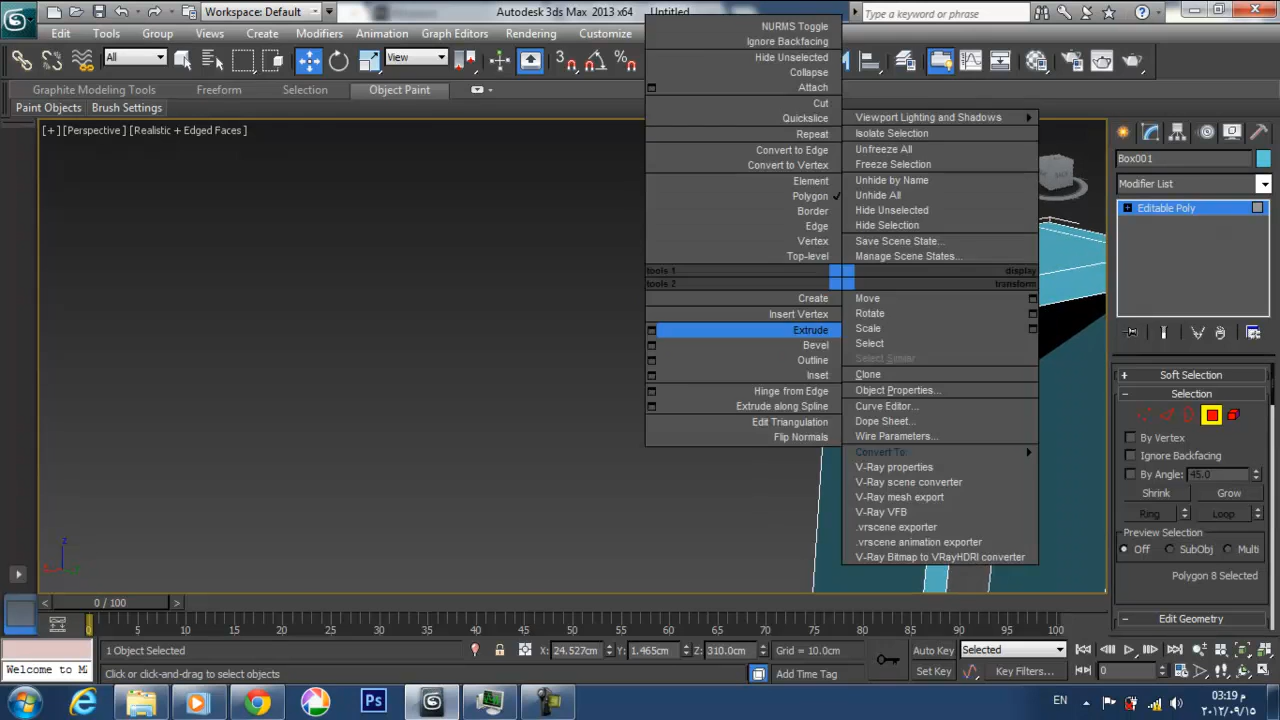 Workspace: Default
Autodesk 3ds Max 2013 x64
Untitled
Type a keyword or phrase
Edit
Tools
Group
Views
Create
Modifiers
Animation
Graph Editors
Rendering
Customize
All
View
Graphite Modeling Tools
Freeform
Selection
Object Paint
Paint Objects
Brush Settings
[+] [Perspective] [Realistic + Edged Faces]
NURMS Toggle
Ignore Backfacing
Hide Unselected
Collapse
Attach
Cut
Quickslice
Repeat
Convert to Edge
Convert to Vertex
Element
Polygon
Border
Edge
Vertex
Top-level
tools 1
tools 2
Create
Insert Vertex
Extrude
Bevel
Outline
Inset
Hinge from Edge
Extrude along Spline
Edit Triangulation
Flip Normals
Viewport Lighting and Shadows
Isolate Selection
Unfreeze All
Freeze Selection
Unhide by Name
Unhide All
Hide Unselected
Hide Selection
Save Scene State...
Manage Scene States...
display
transform
Move
Rotate
Scale
Select
Select Similar
Clone
Object Properties...
Curve Editor...
Dope Sheet...
Wire Parameters...
Convert To:
V-Ray properties
V-Ray scene converter
V-Ray mesh export
V-Ray VFB
.vrscene exporter
.vrscene animation exporter
V-Ray Bitmap to VRayHDRI converter
Box001
Modifier List
Editable Poly
Soft Selection
Selection
By Vertex
Ignore Backfacing
By Angle: 45.0
Shrink
Grow
Ring
Loop
Preview Selection
Off
SubObj
Multi
Polygon 8 Selected
Edit Geometry
z
0 / 100
0 5 10 15 20 25 30 35 40 45 50 55 60 65 70 75 80 85 90 95 100
1 Object Selected
X: 24.527cm
Y: 1.465cm
Z: 310.0cm
Grid = 10.0cm
Auto Key
Selected
Welcome to M
Click or click-and-drag to select objects
Add Time Tag
Set Key
Key Filters...
0
Ps
EN
03:19 م
٢٠١٢/٠٩/١٥